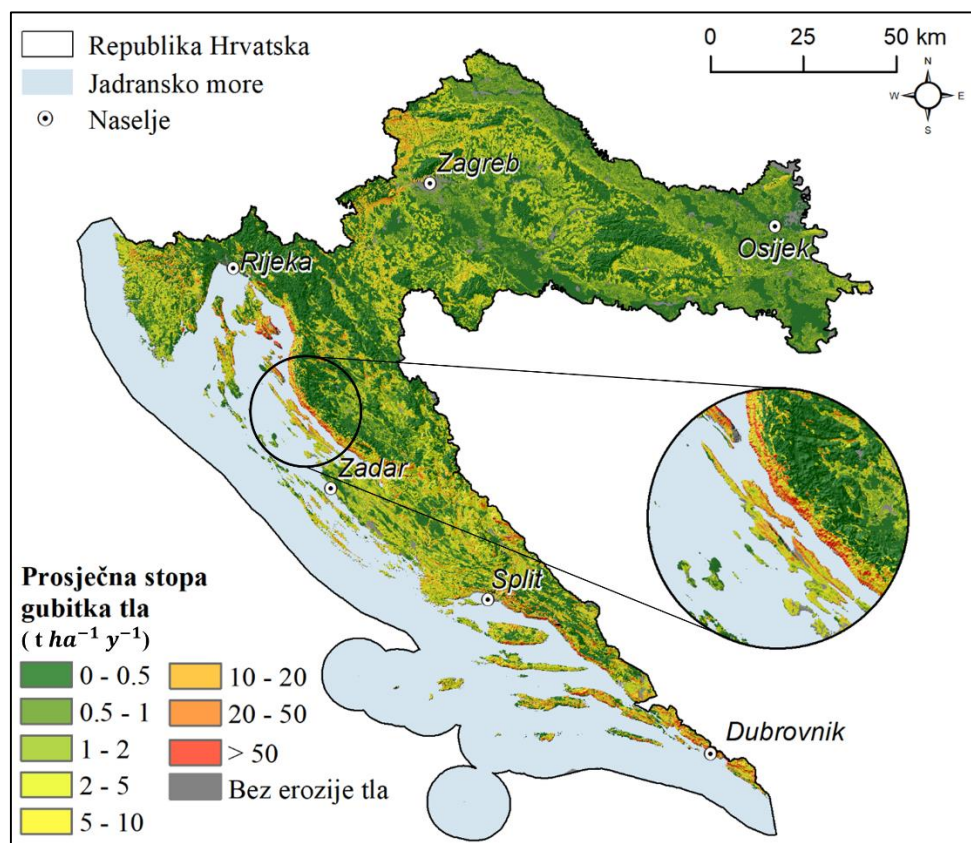 Republika Hrvatska
Jadransko more
Naselje
0 25 50 km
N
W E
S
Zagreb
Osijek
Rijeka
Zadar
Split
Dubrovnik
Prosječna stopa
gubitka tla
( t ha⁻¹ y⁻¹)
0 - 0.5
0.5 - 1
1 - 2
2 - 5
5 - 10
10 - 20
20 - 50
> 50
Bez erozije tla